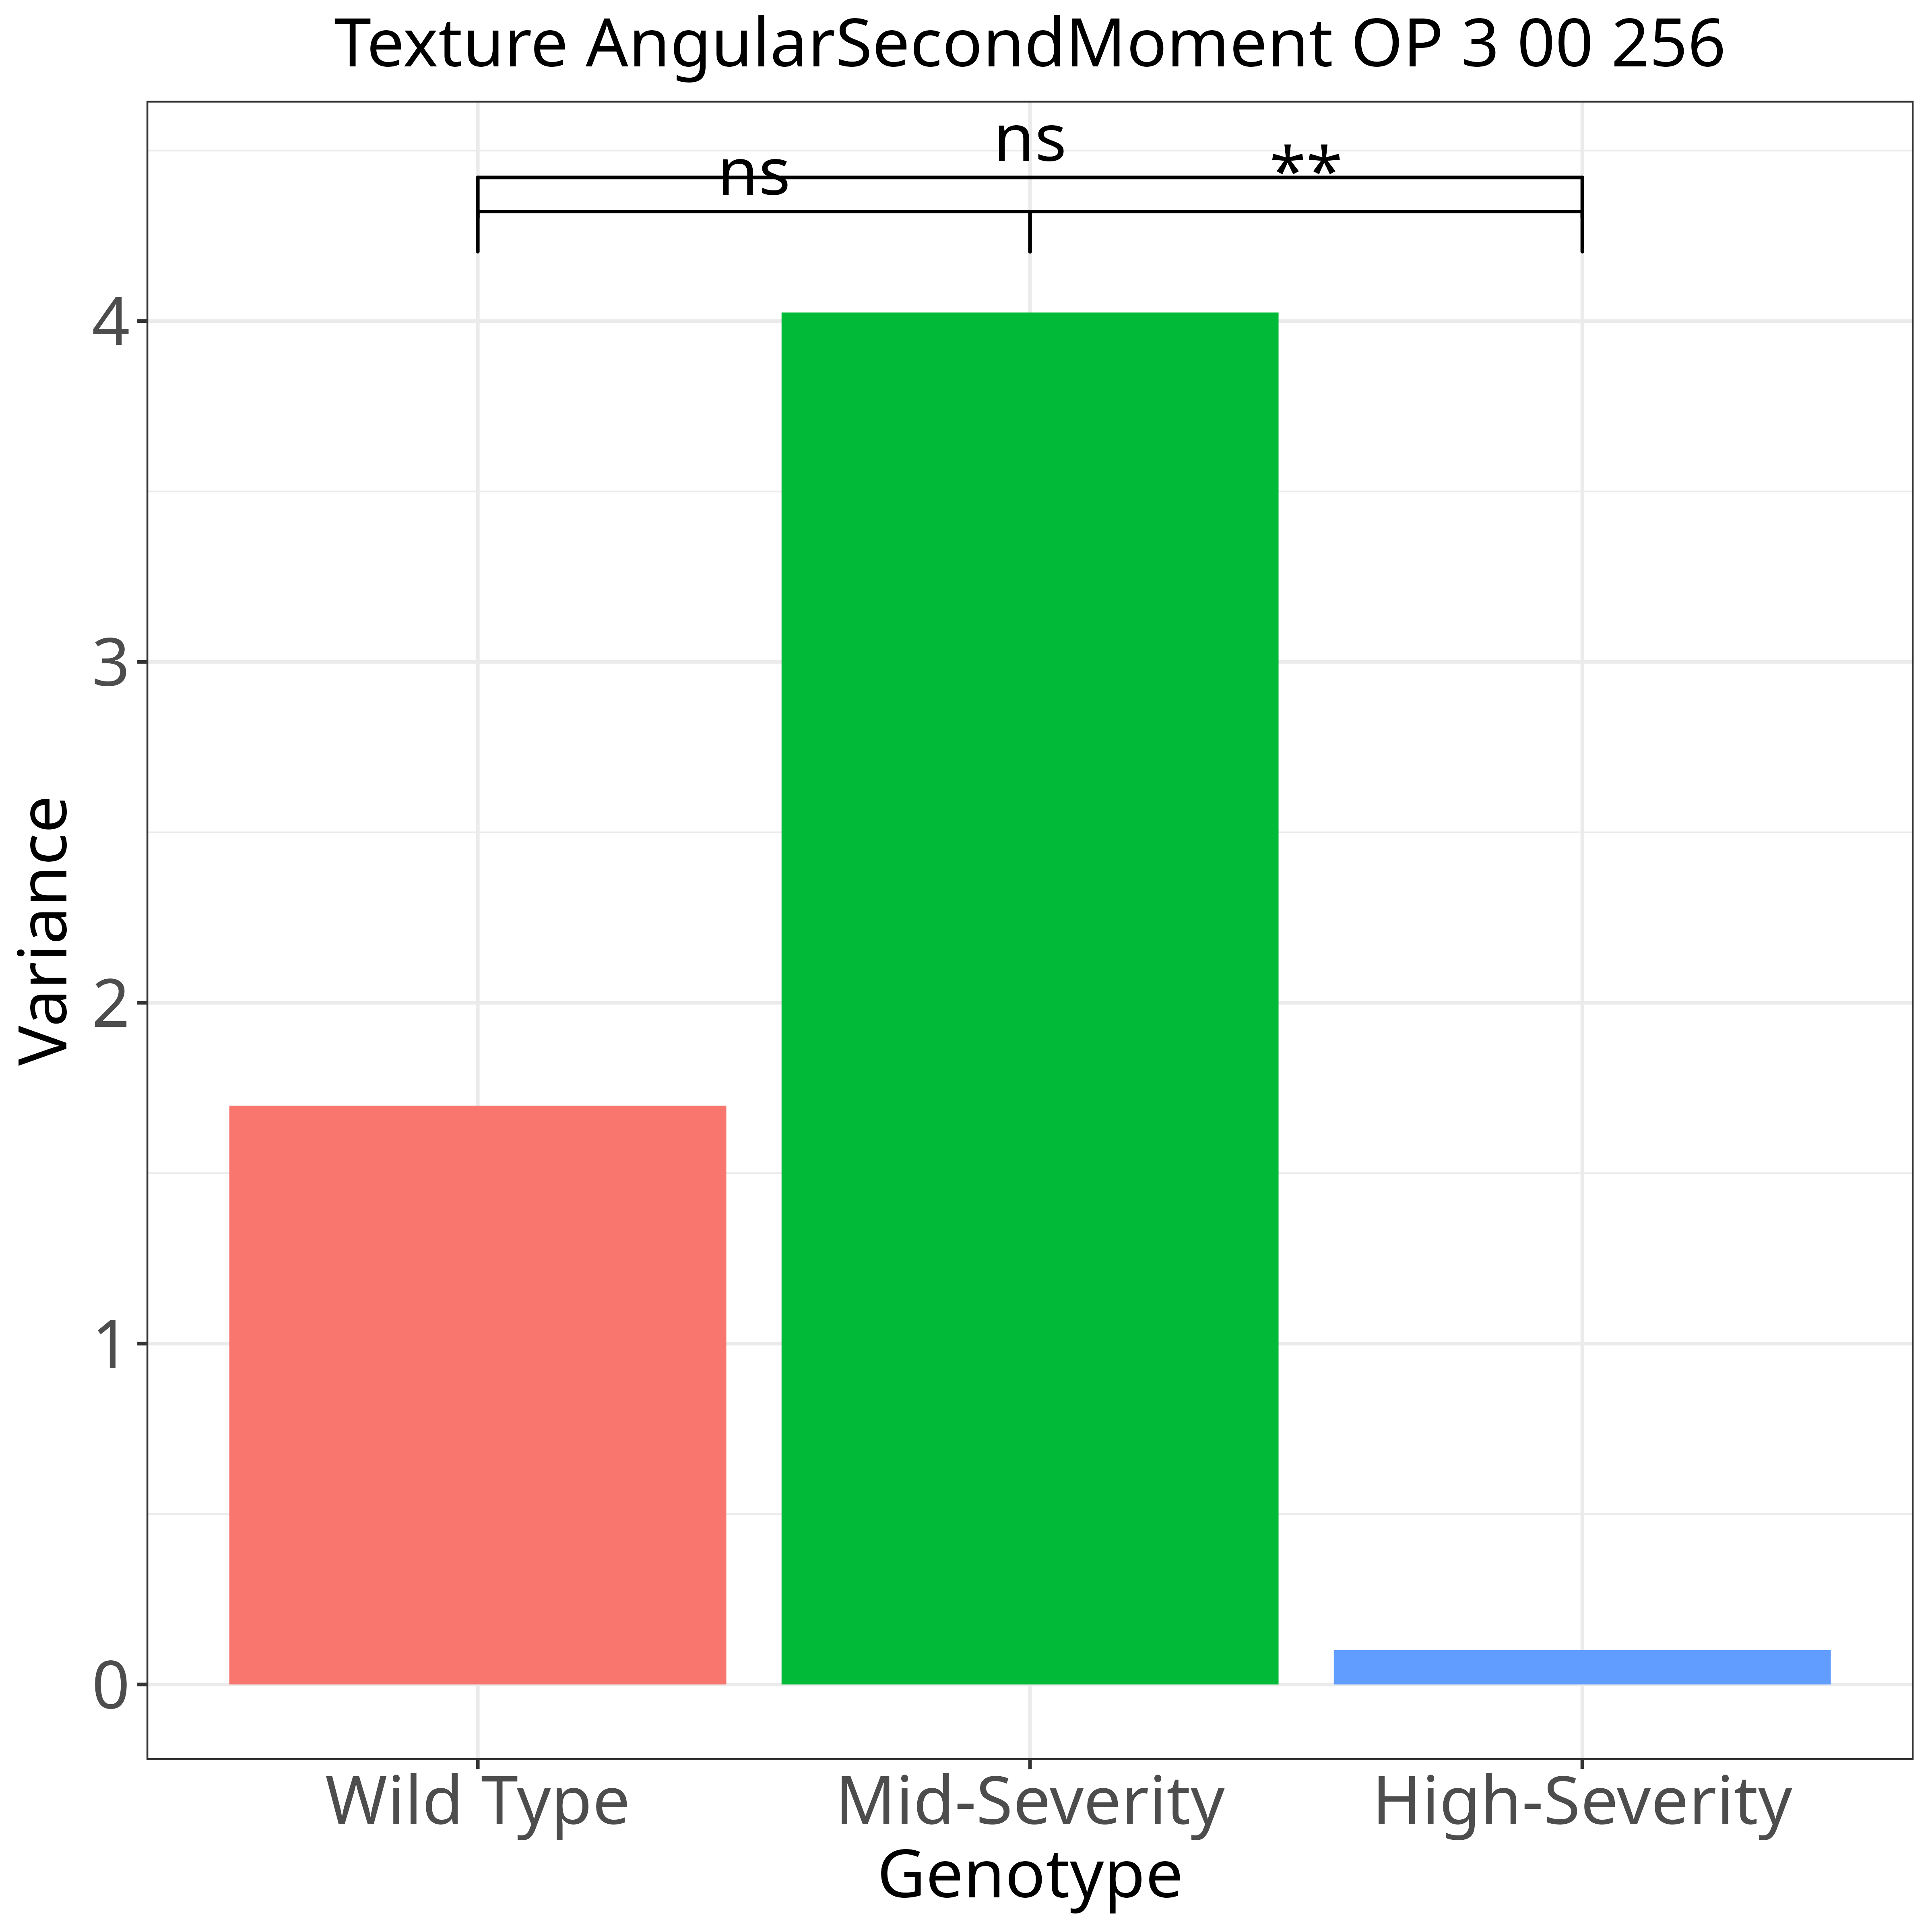 Texture AngularSecondMoment OP 3 00 256
ns
ns
**
4
3
2
1
0
Variance
Wild Type
Mid-Severity
High-Severity
Genotype